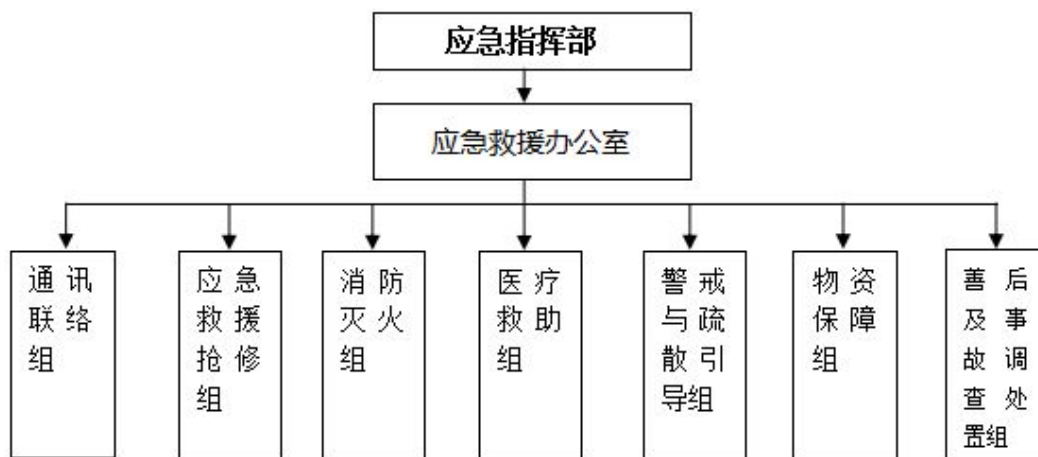 应急指挥部
应急救援办公室
通讯
联络
组
应急
救援
抢修
组
消防
灭火
组
医疗
救助
组
警戒
与疏
散引
导组
物资
保障
组
善后
及事
故调
查处
置组